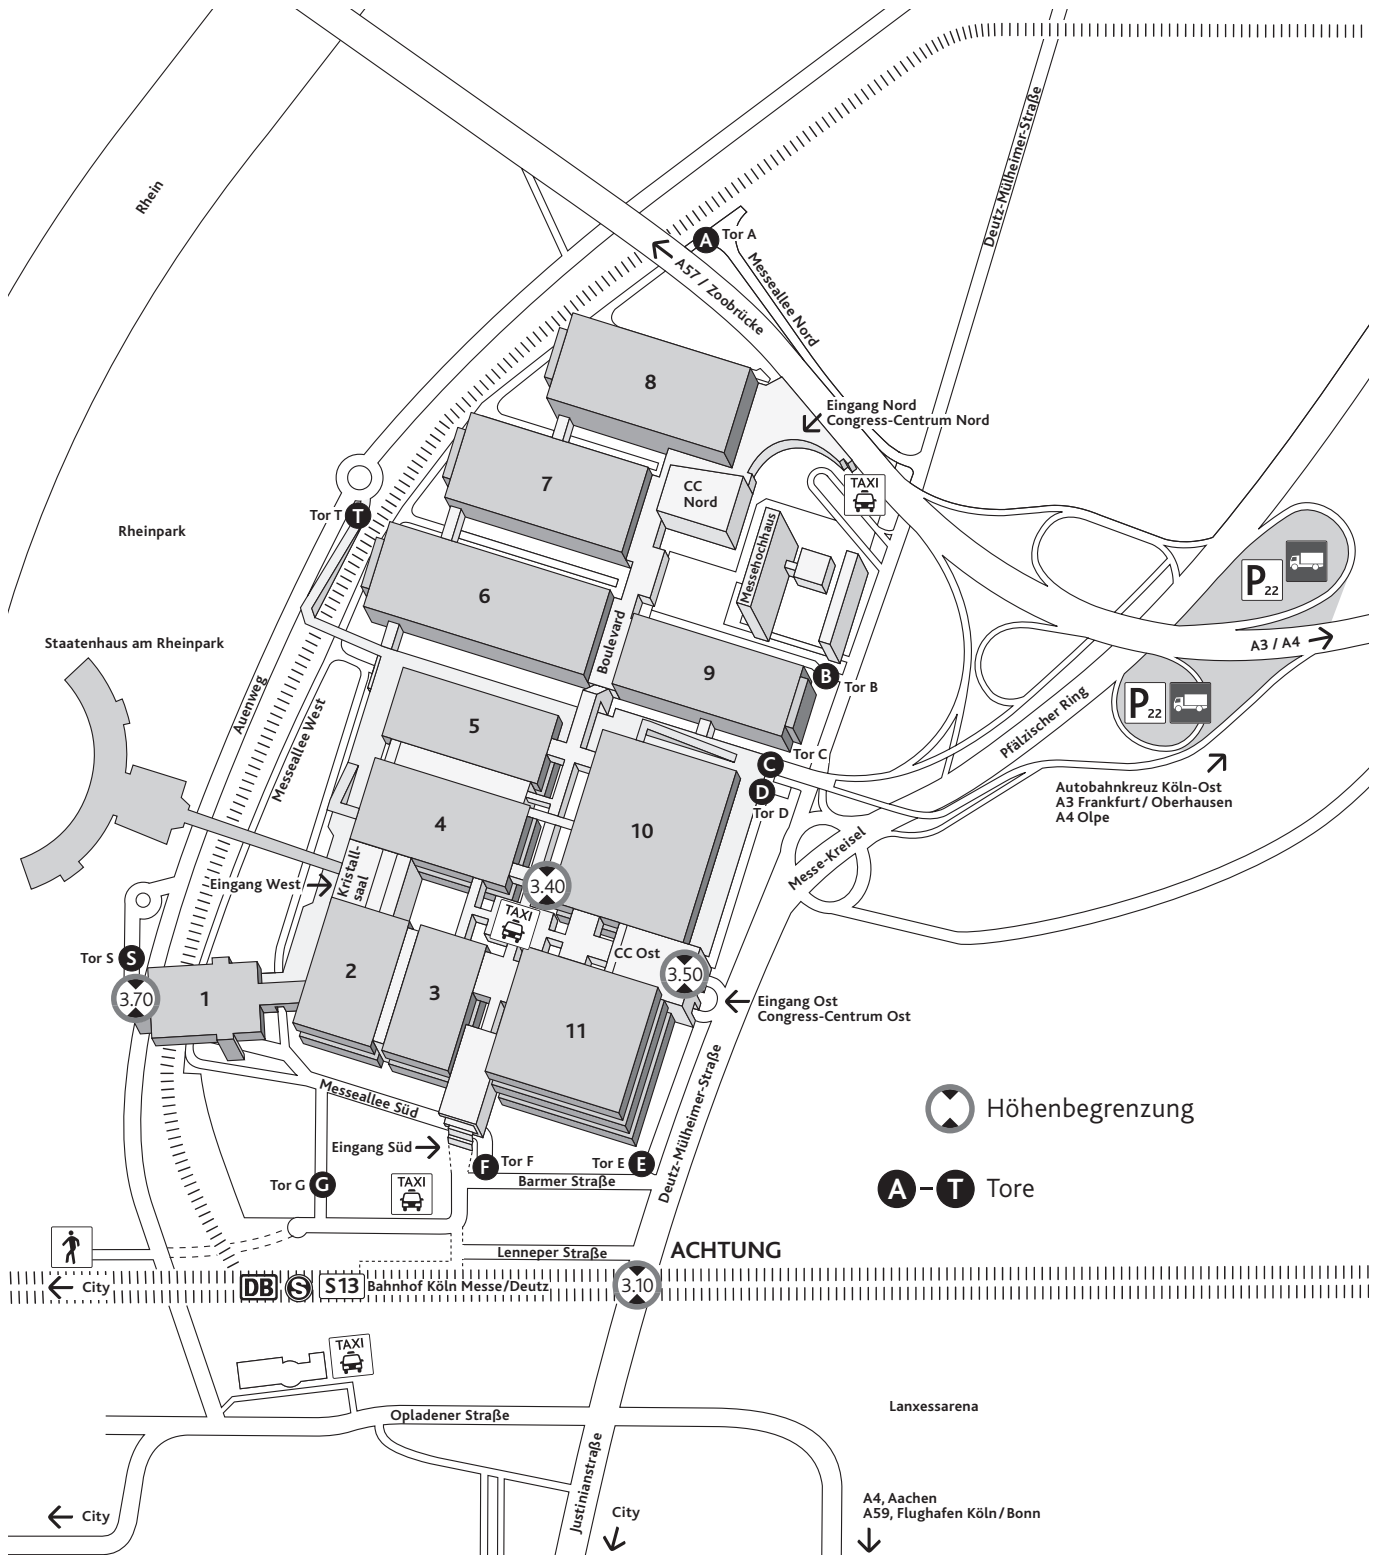 Rhein
Deutz-Mülheimer-Straße
A
Tor A
A57 / Zoobrücke
Messeallee Nord
8
Eingang Nord
Congress-Centrum Nord
7
CC
Nord
TAXI
Tor T
T
Rheinpark
Messehochhaus
P22
6
Staatenhaus am Rheinpark
Boulevard
A3 / A4
9
B
Tor B
P22
Auenweg
Messeallee West
5
Pfälzischer Ring
Tor C
C
D
Tor D
Autobahnkreuz Köln-Ost
A3 Frankfurt / Oberhausen
A4 Olpe
4
10
Messe-Kreisel
Kristall-
saal
Eingang West
3.40
TAXI
CC Ost
Tor S
S
3.70
1
2
3
11
3.50
Eingang Ost
Congress-Centrum Ost
Messeallee Süd
Deutz-Mülheimer-Straße
Höhenbegrenzung
Eingang Süd
F
Tor F
Tor E
E
Tor G
G
TAXI
Barmer Straße
A – T
Tore
Lenneper Straße
ACHTUNG
City
DB
S
S13
Bahnhof Köln Messe/Deutz
3.10
TAXI
Opladener Straße
Lanxessarena
Justinianstraße
City
City
A4, Aachen
A59, Flughafen Köln / Bonn